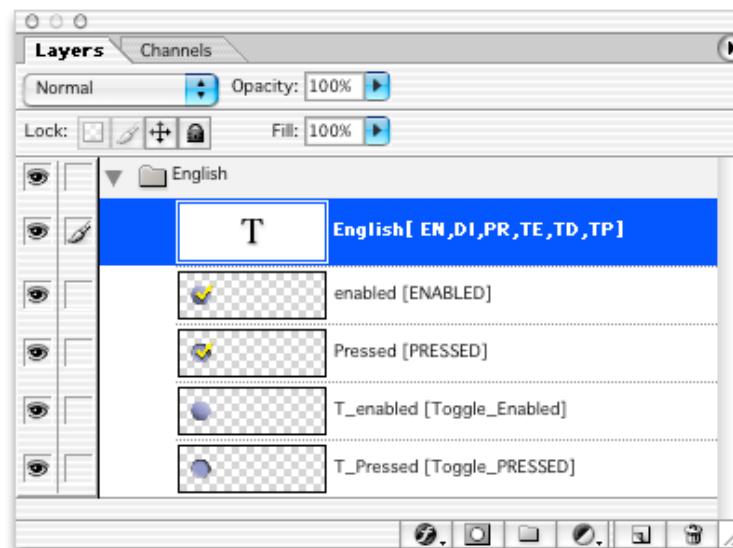 Layers Channels
Normal Opacity: 100%
Lock: Fill: 100%
English
T English[ EN,DI,PR,TE,TD,TP]
enabled [ENABLED]
Pressed [PRESSED]
T_enabled [Toggle_Enabled]
T_Pressed [Toggle_PRESSED]